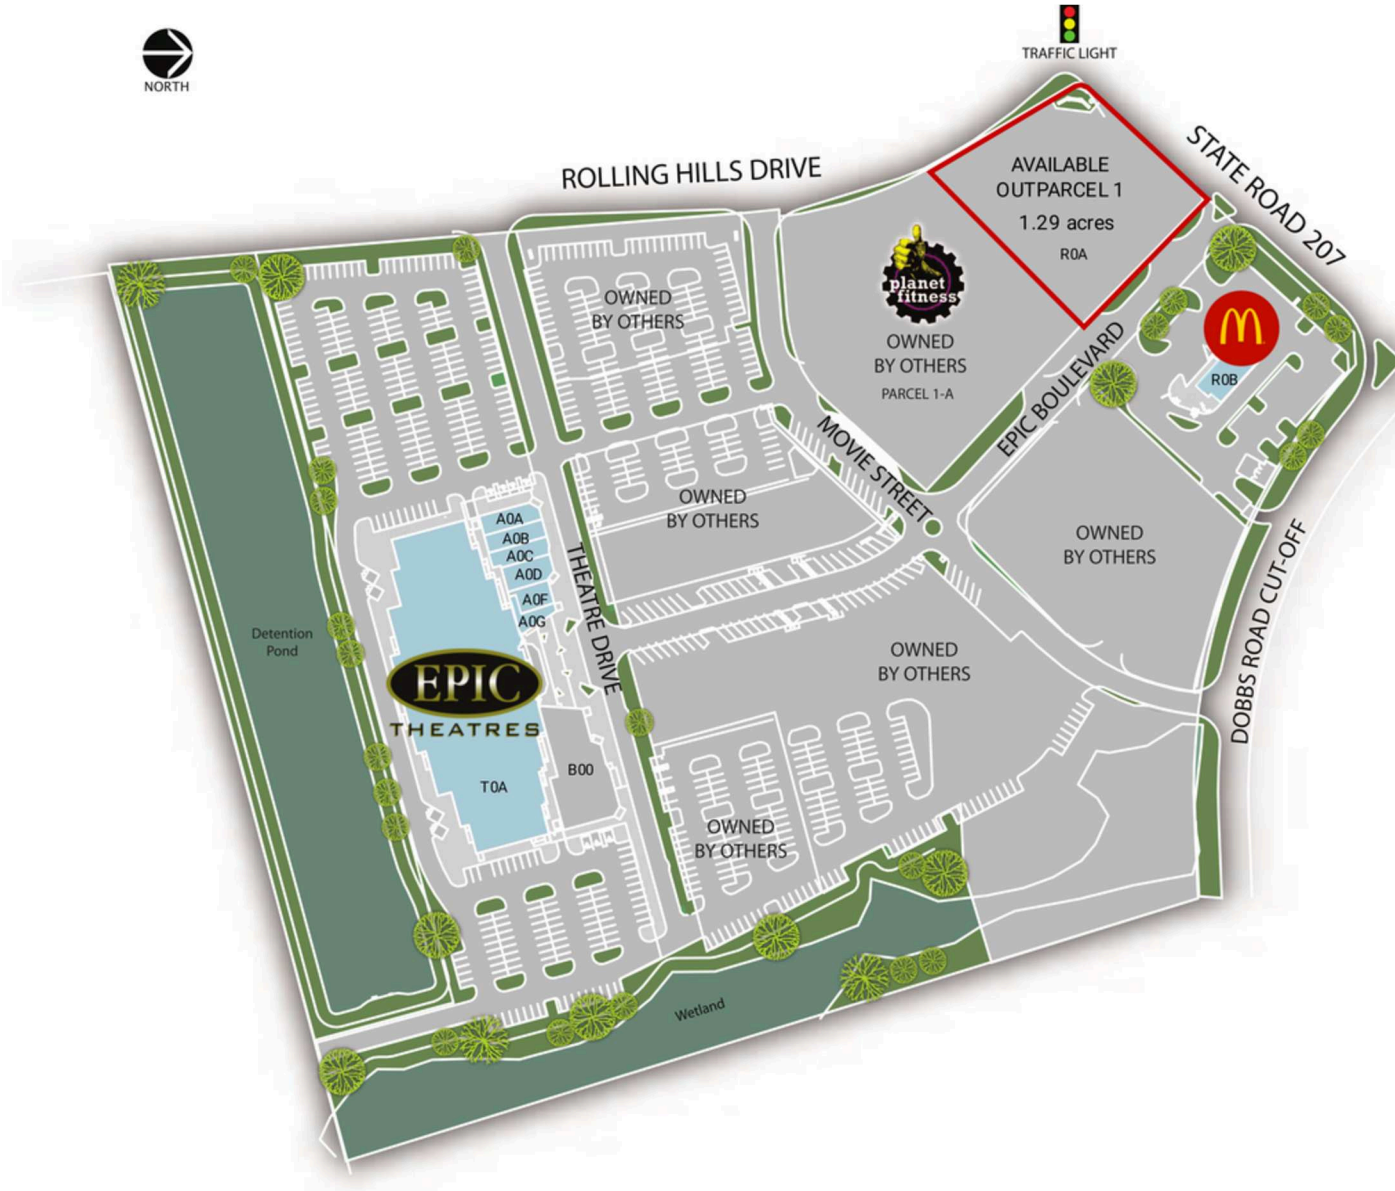 NORTH
TRAFFIC LIGHT
STATE ROAD 207
ROLLING HILLS DRIVE
AVAILABLE
OUTPARCEL 1
1.29 acres
R0A
planet
fitness
OWNED
BY OTHERS
PARCEL 1-A
OWNED
BY OTHERS
M
R0B
EPIC BOULEVARD
MOVIE STREET
OWNED
BY OTHERS
OWNED
BY OTHERS
A0A
A0B
A0C
A0D
A0F
A0G
THEATRE DRIVE
DOBBS ROAD CUT-OFF
Detention
Pond
OWNED
BY OTHERS
EPIC
THEATRES
T0A
B00
OWNED
BY OTHERS
Wetland